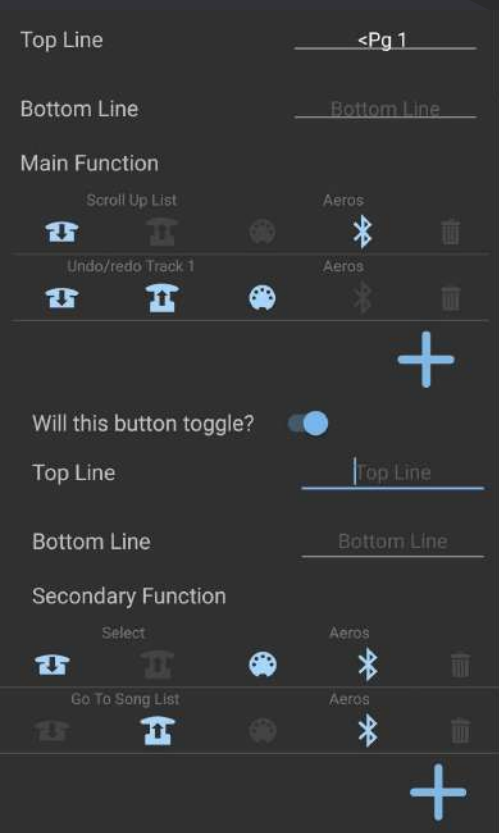 Top Line <Pg 1
Bottom Line Bottom Line
Main Function
Scroll Up List Aeros
Undo/redo Track 1 Aeros
Will this button toggle?
Top Line Top Line
Bottom Line Bottom Line
Secondary Function
Select Aeros
Go To Song List Aeros